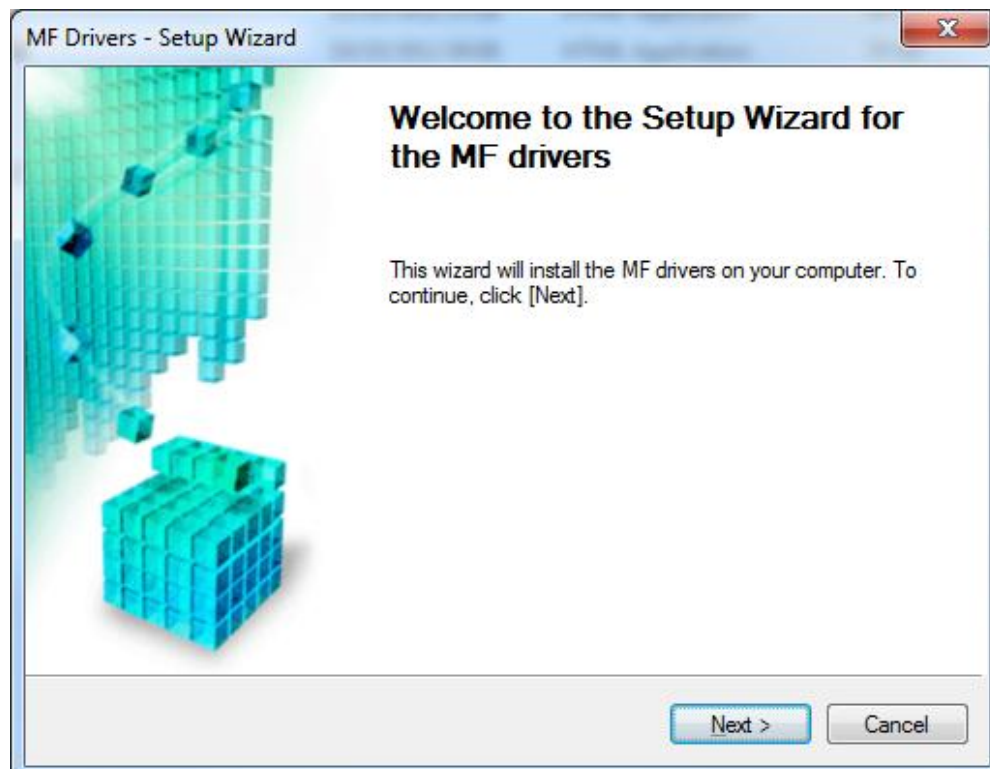 MF Drivers - Setup Wizard
Welcome to the Setup Wizard for
the MF drivers
This wizard will install the MF drivers on your computer. To
continue, click [Next].
Next >
Cancel